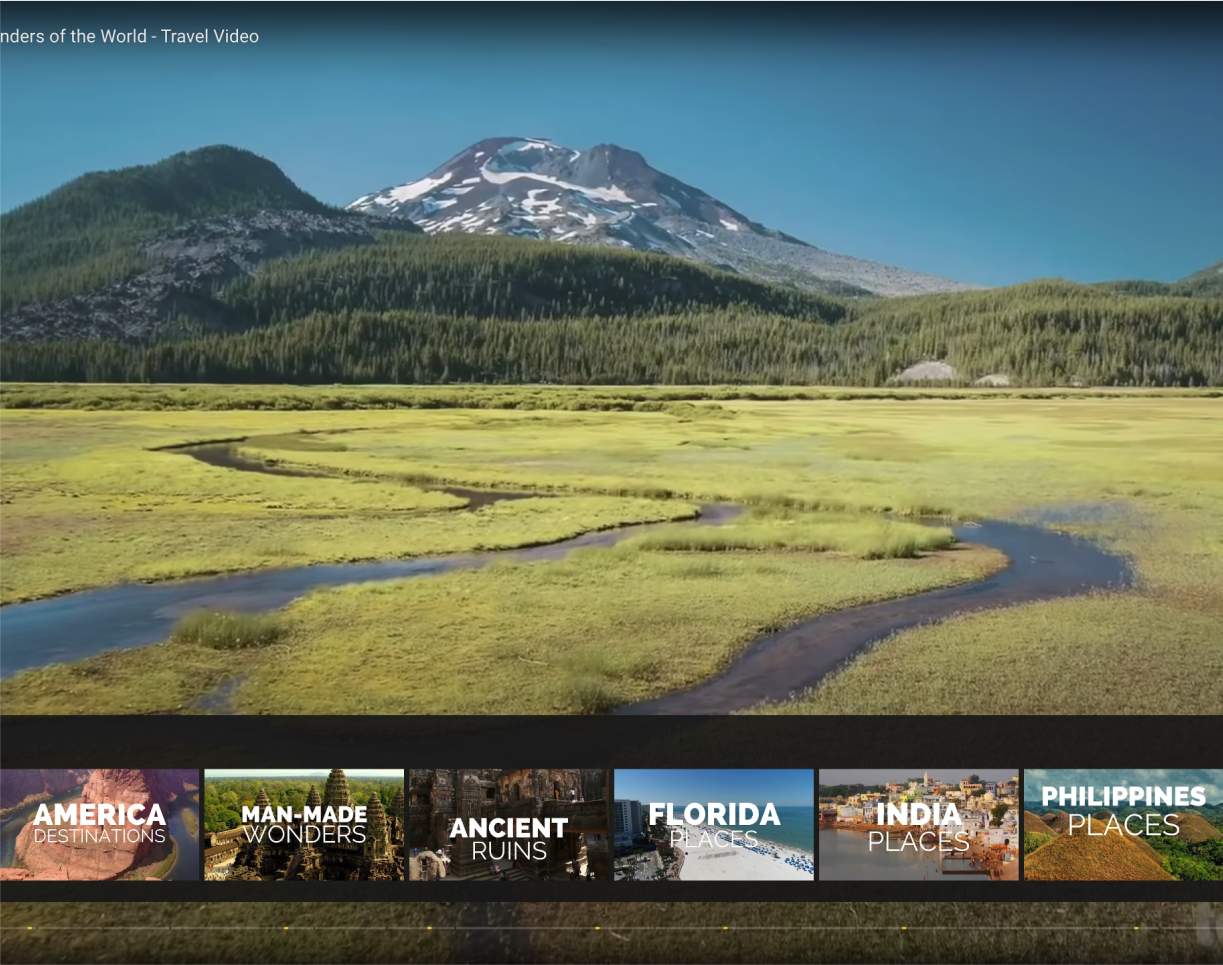 nders of the World - Travel Video
AMERICA
DESTINATIONS
MAN-MADE
WONDERS
ANCIENT
RUINS
FLORIDA
PLACES
INDIA
PLACES
PHILIPPINES
PLACES